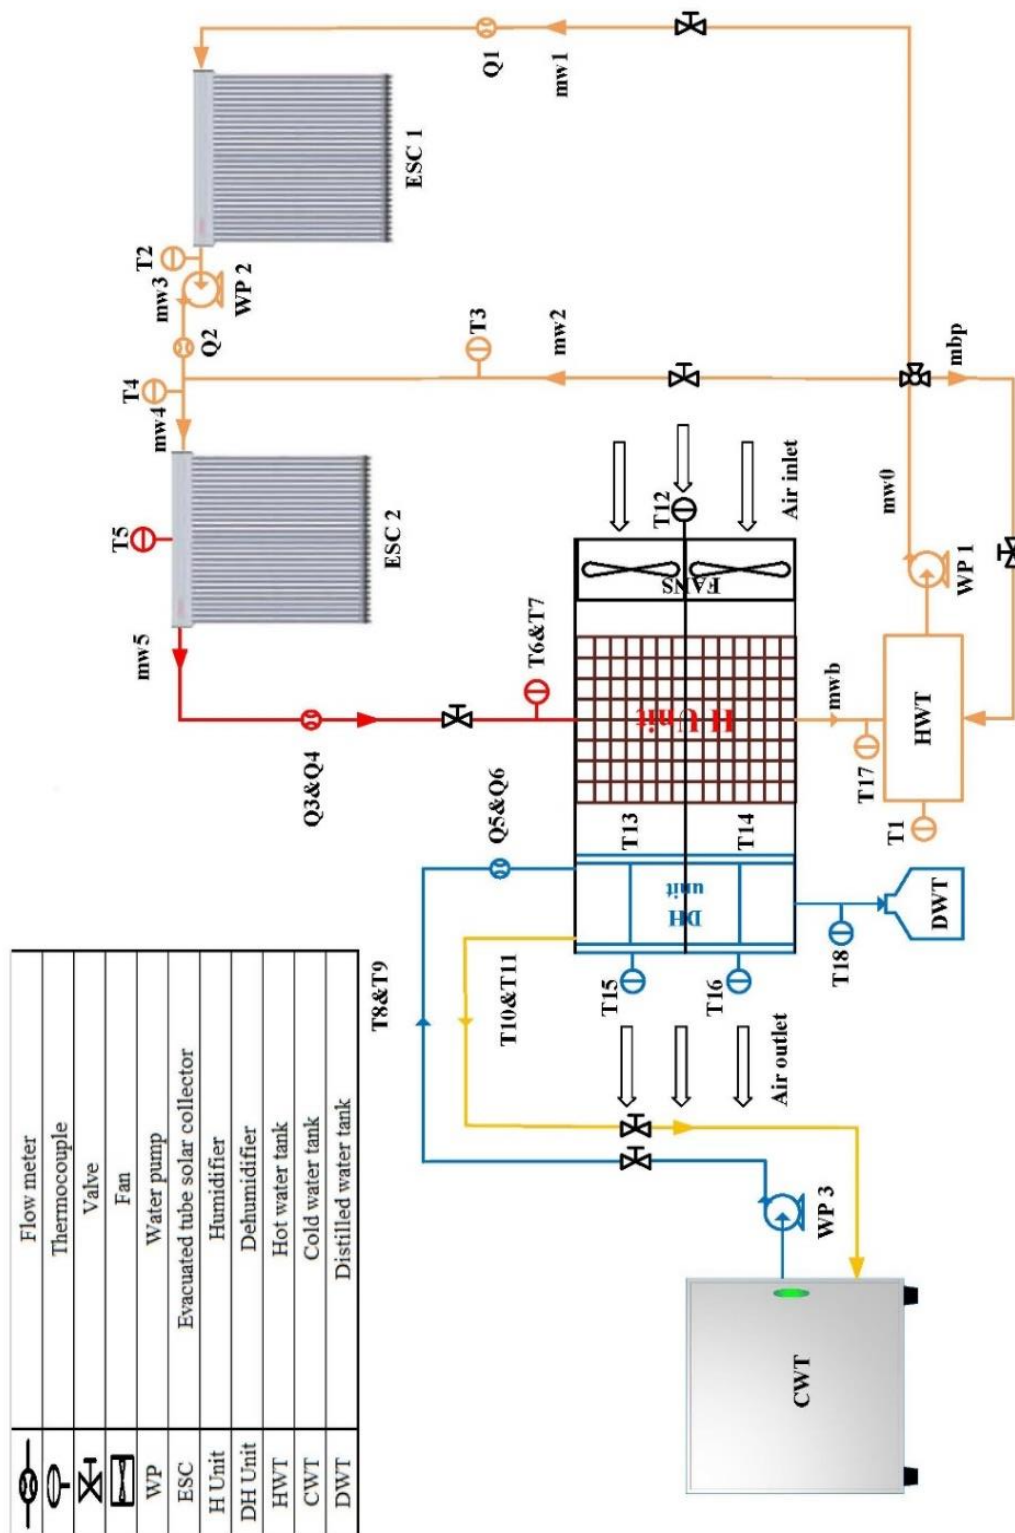 Flow meter
Thermocouple
Valve
Fan
WP Water pump
ESC Evacuated tube solar collector
H Unit Humidifier
DH Unit Dehumidifier
HWT Hot water tank
CWT Cold water tank
DWT Distilled water tank
Q1
mw1
ESC 1
T2
mw3
WP 2
Q2
T4
mw4
T3
mw2
mbp
T5
ESC 2
mw5
Q3&Q4
T6&T7
T12
Air inlet
FANS
H Unit
mw0
WP 1
mwb
T17
HWT
T1
Q5&Q6
T13
T14
DH
unit
T15
T16
T18
DWT
T8&T9
T10&T11
Air outlet
WP 3
CWT